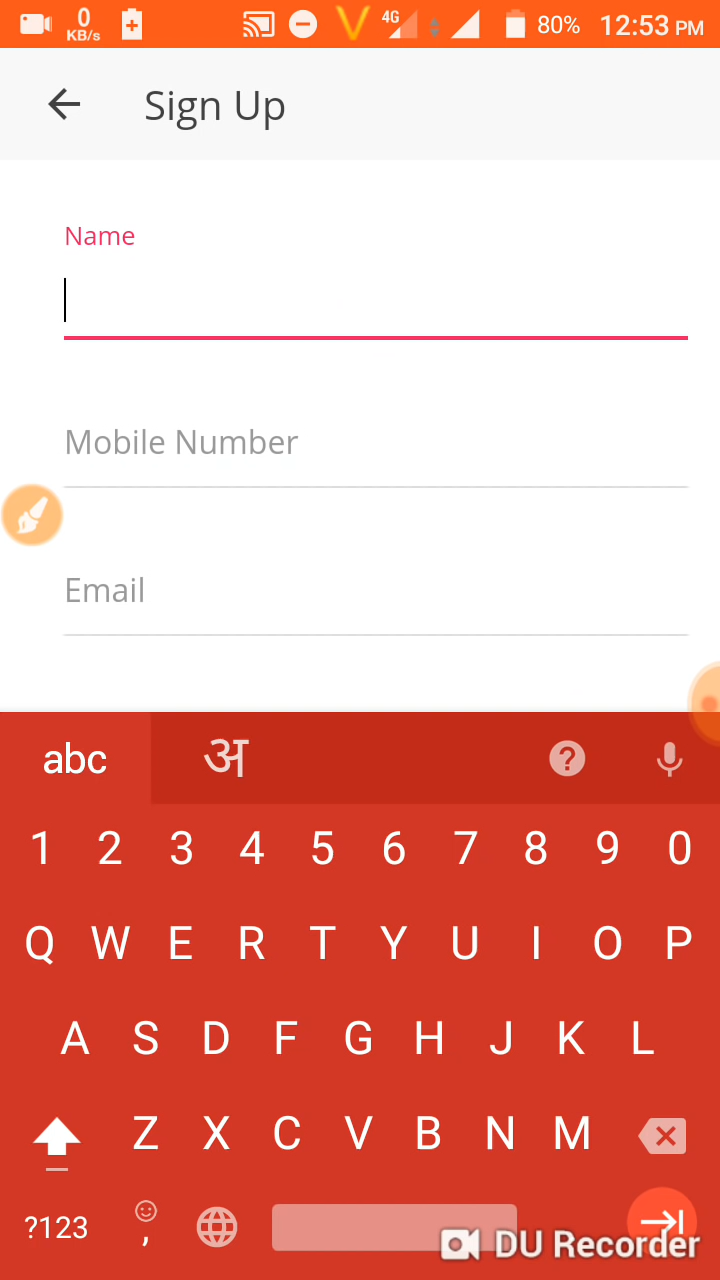 0
KB/s
4G
80%
12:53 PM
Sign Up
Name
Mobile Number
Email
abc
अ
?
1 2 3 4 5 6 7 8 9 0
Q W E R T Y U I O P
A S D F G H J K L
Z X C V B N M
?123
,
DU Recorder